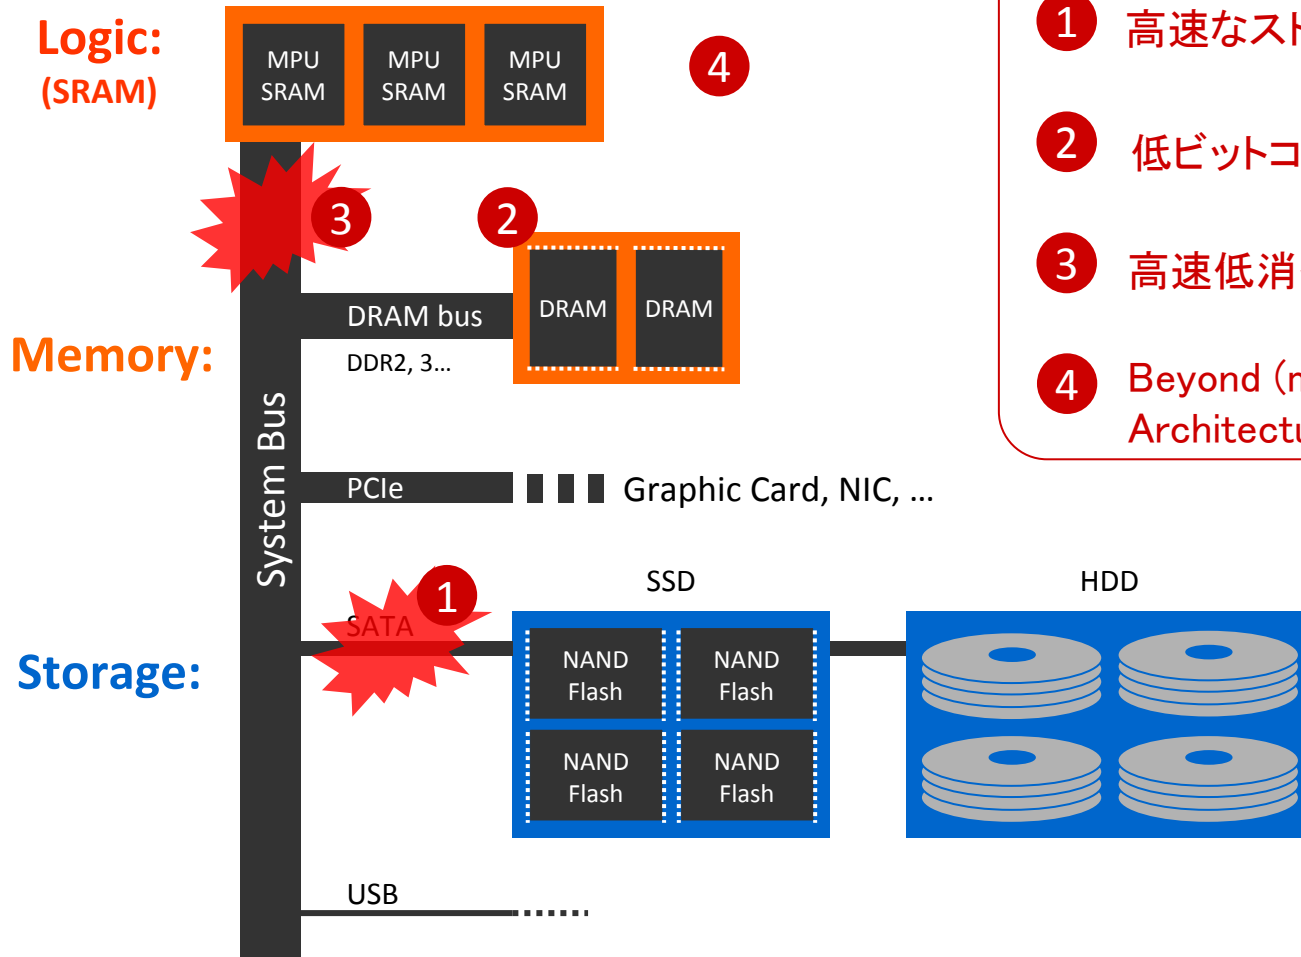 Logic:
(SRAM)
MPU
SRAM
MPU
SRAM
MPU
SRAM
4
3
2
DRAM bus
DDR2, 3...
DRAM
DRAM
Memory:
System Bus
PCIe
Graphic Card, NIC, ...
1
SATA
SSD
HDD
Storage:
NAND
Flash
NAND
Flash
NAND
Flash
NAND
Flash
USB
1 高速なスト
2 低ビットコ
3 高速低消
4 Beyond (
Architectu